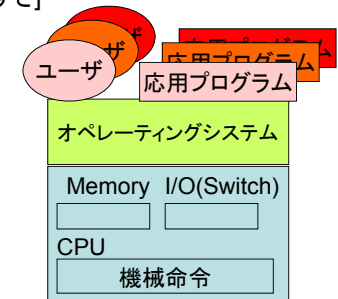 ユーザ
応用プログラム
オペレーティングシステム
Memory I/O(Switch)
CPU
機械命令